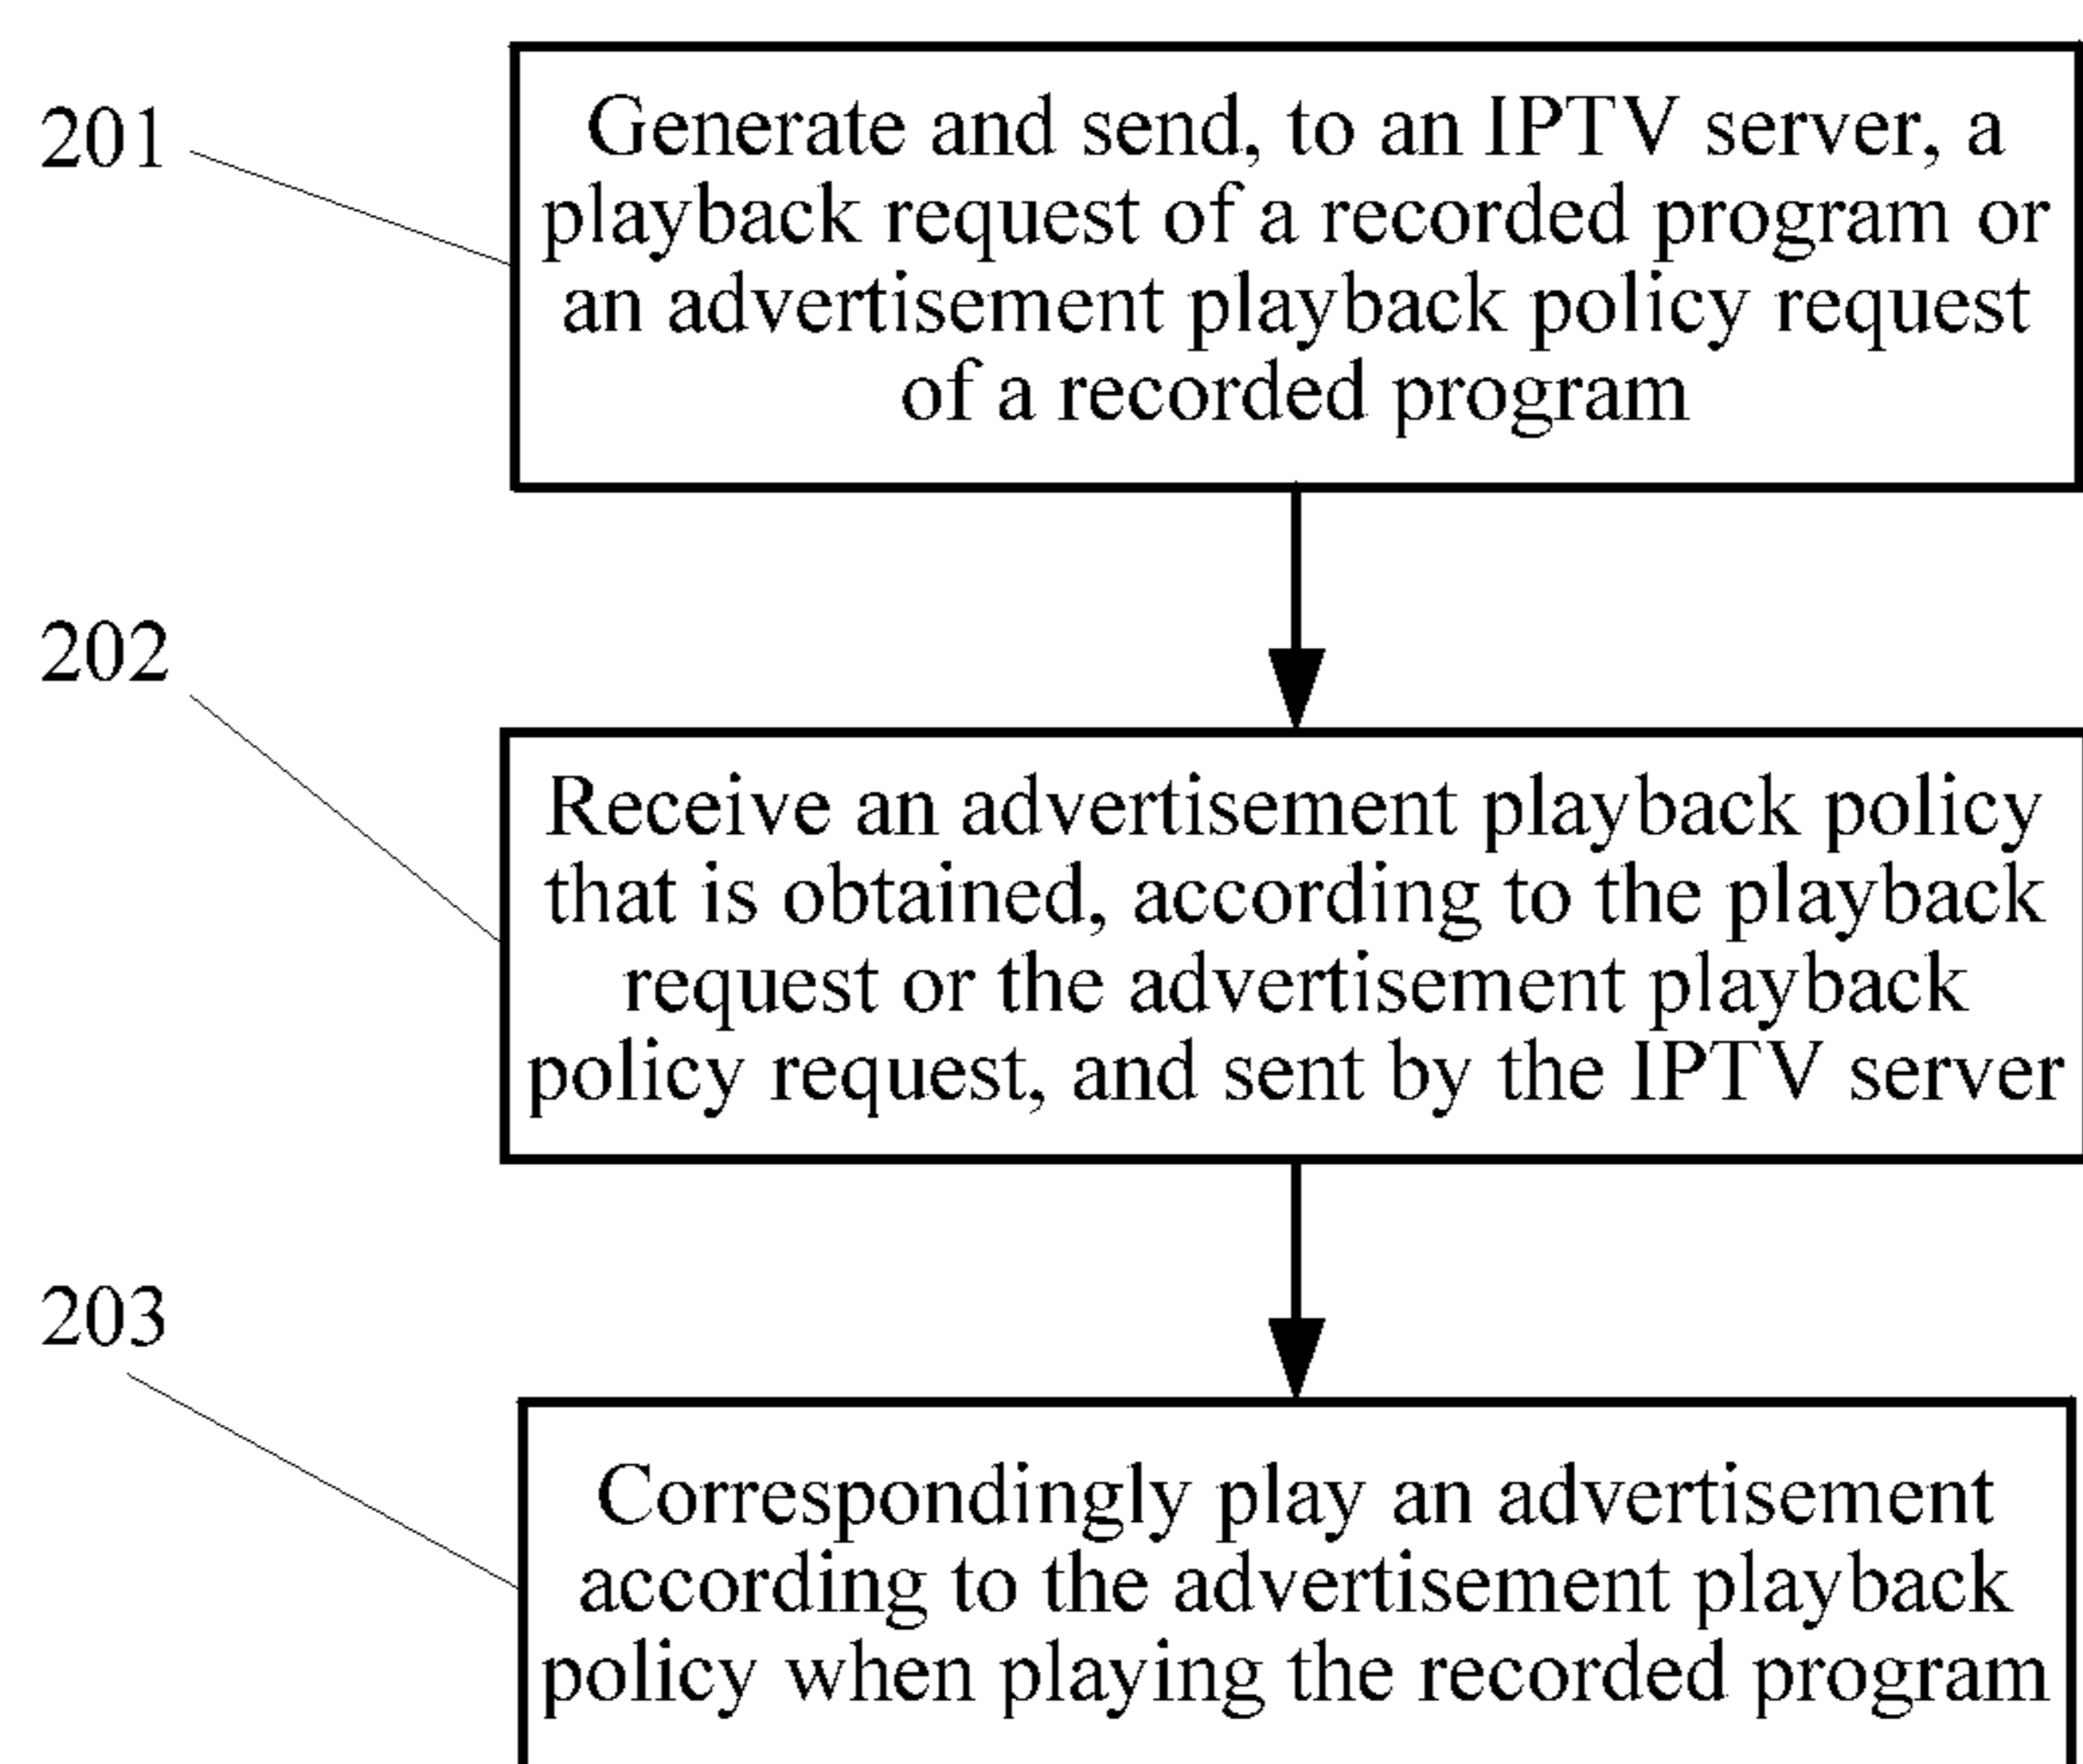 201
Generate and send, to an IPTV server, a
playback request of a recorded program or
an advertisement playback policy request
of a recorded program
202
Receive an advertisement playback policy
that is obtained, according to the playback
request or the advertisement playback
policy request, and sent by the IPTV server
203
Correspondingly play an advertisement
according to the advertisement playback
policy when playing the recorded program